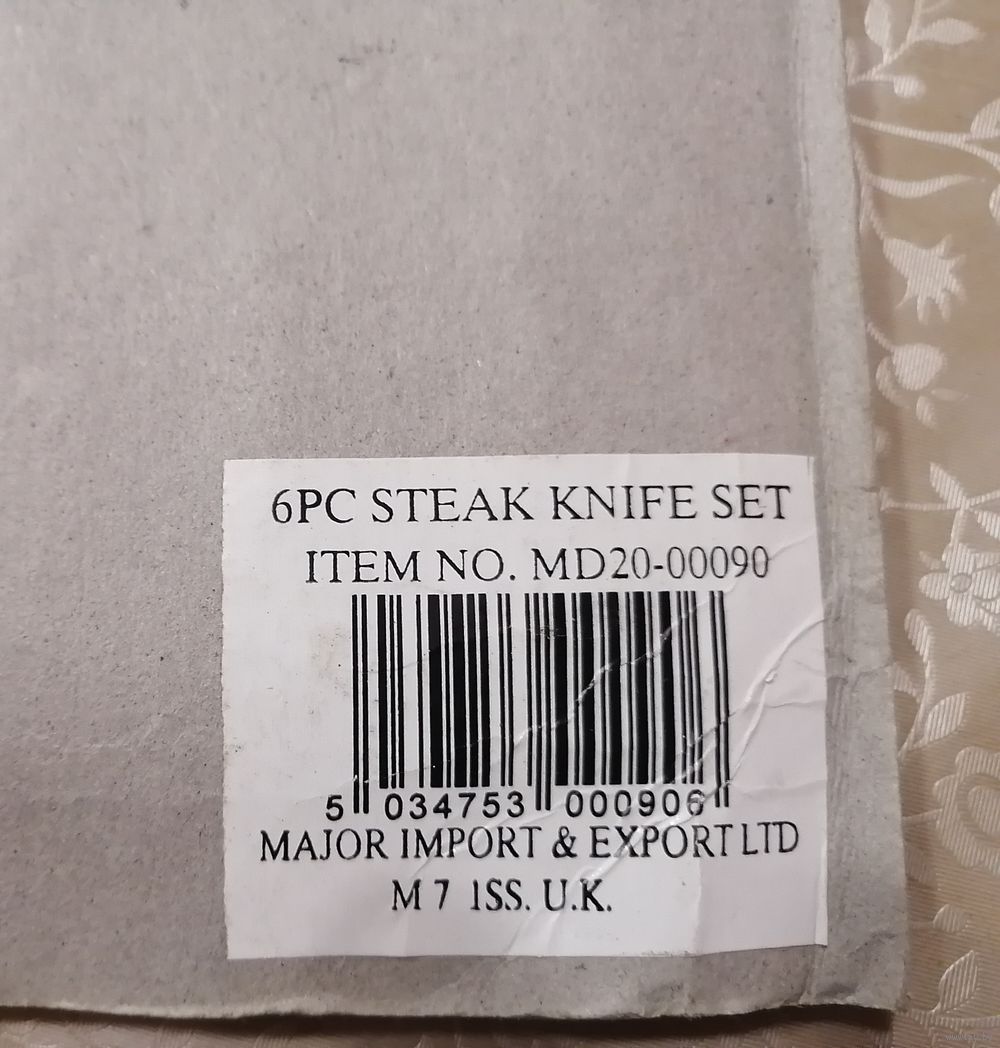 6PC STEAK KNIFE SET
ITEM NO. MD20-00090
5 034753 000906
MAJOR IMPORT & EXPORT LTD
M 7 1SS. U.K.